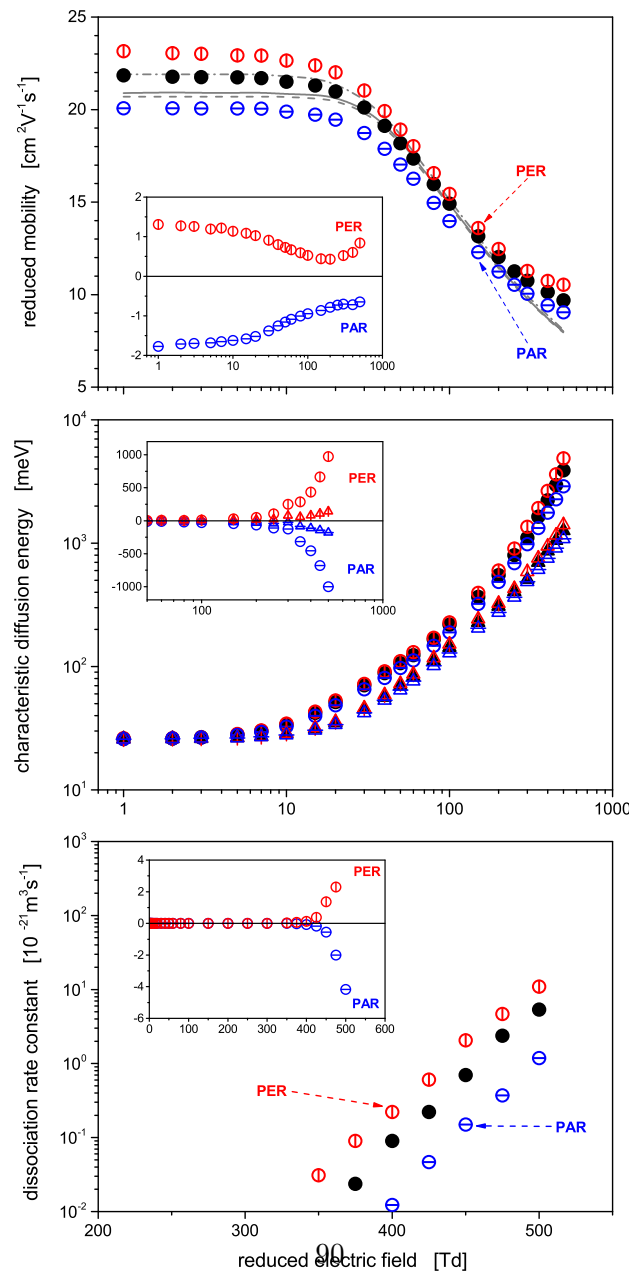 25
20
15
10
5
reduced mobility [cm²V⁻¹s⁻¹]
PER
PAR
2
1
0
-1
-2
PER
PAR
1 10 100 1000
10⁴
10³
10²
10¹
characteristic diffusion energy [meV]
1000
500
0
-500
-1000
PER
PAR
100 1000
1 10 100 1000
10³
10²
10¹
10⁰
10⁻¹
10⁻²
dissociation rate constant [10⁻²¹m³s⁻¹]
4
2
0
-2
-4
-6
PER
PAR
0 100 200 300 400 500 600
PER
PAR
200 300 400 500
reduced electric field [Td]
90